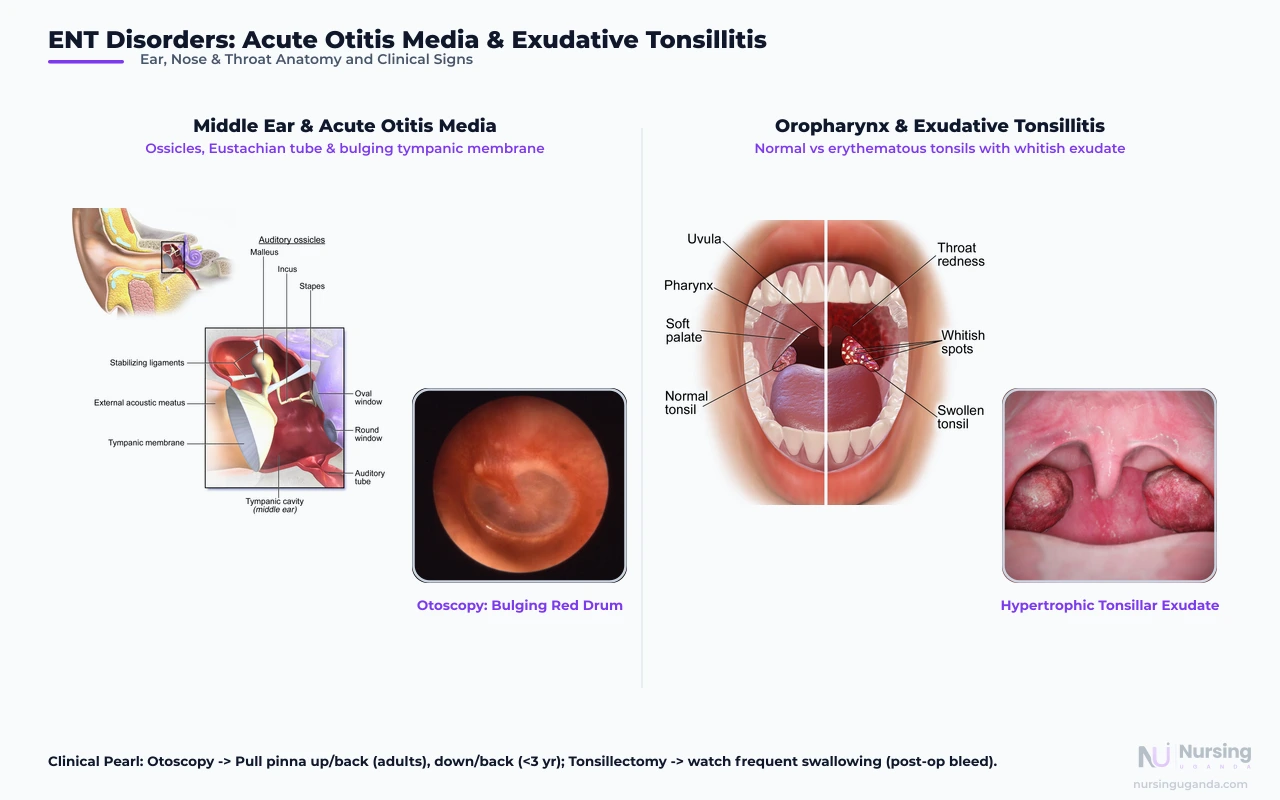 ENT Disorders: Acute Otitis Media & Exudative Tonsillitis
Ear, Nose & Throat Anatomy and Clinical Signs
Middle Ear & Acute Otitis Media
Ossicles, Eustachian tube & bulging tympanic membrane
Auditory ossicles
Malleus
Incus
Stapes
Stabilizing ligaments
External acoustic meatus
Tympanic membrane
Oval
window
Round
window
Auditory
tube
Tympanic cavity
(middle ear)
Otoscopy: Bulging Red Drum
Oropharynx & Exudative Tonsillitis
Normal vs erythematous tonsils with whitish exudate
Uvula
Pharynx
Soft
palate
Normal
tonsil
Throat
redness
Whitish
spots
Swollen
tonsil
Hypertrophic Tonsillar Exudate
Clinical Pearl: Otoscopy -> Pull pinna up/back (adults), down/back (<3 yr); Tonsillectomy -> watch frequent swallowing (post-op bleed).
NU Nursing
UGANDA
nursinguganda.com